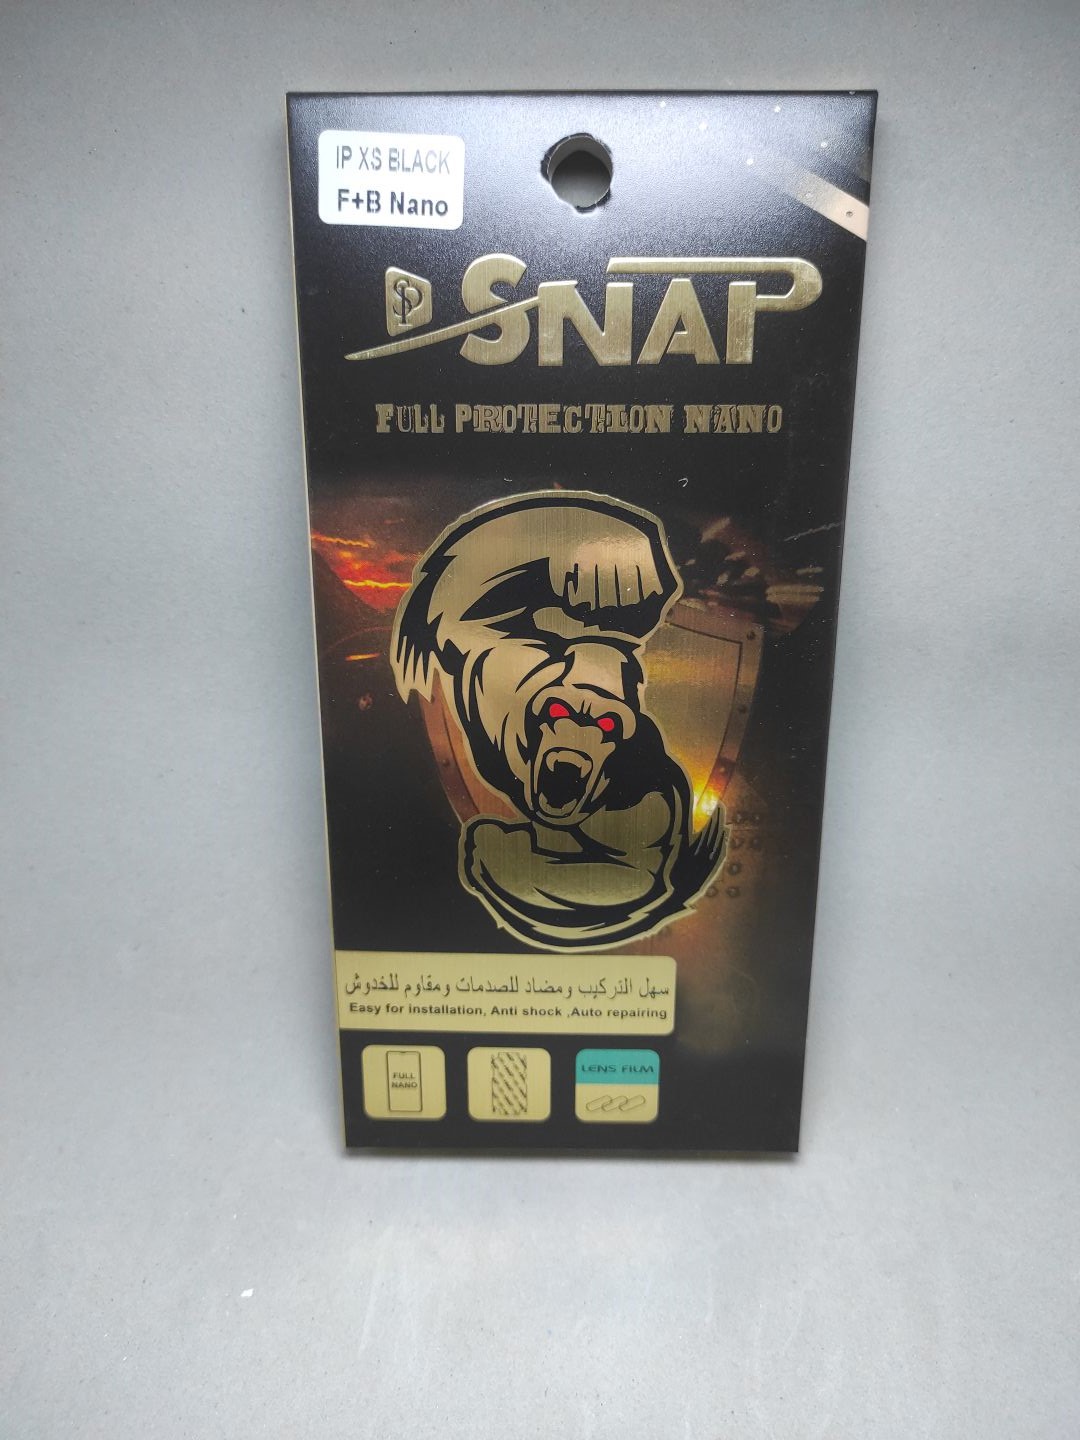 IP XS BLACK
F+B Nano
SP
SNAP
FULL PROTECTION NANO
سهل التركيب ومضاد للصدمات ومقاوم للخدوش
Easy for installation, Anti shock ,Auto repairing
FULL
NANO
LENS FILM